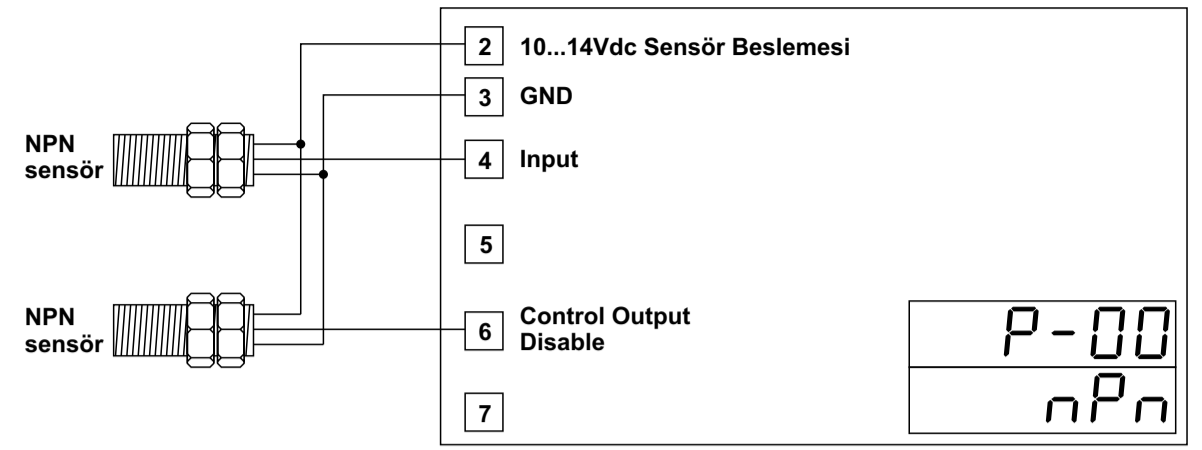 2 10...14Vdc Sensör Beslemesi
3 GND
NPN
sensör
4 Input
5
NPN
sensör
6 Control Output
Disable
P-00
nPn
7